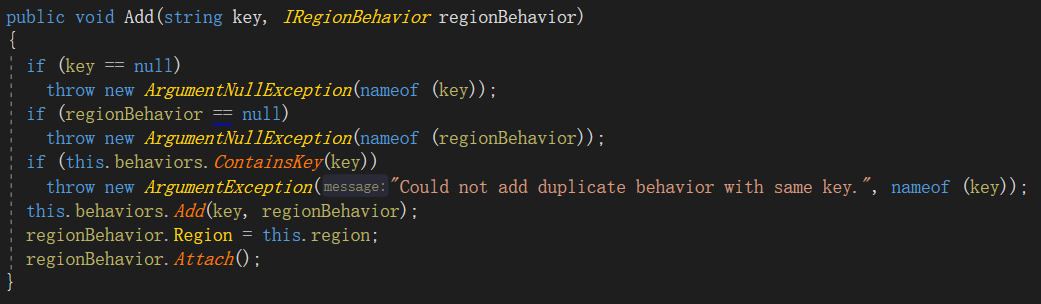 public void Add(string key, IRegionBehavior regionBehavior)
{
  if (key == null)
    throw new ArgumentNullException(nameof (key));
  if (regionBehavior == null)
    throw new ArgumentNullException(nameof (regionBehavior));
  if (this.behaviors.ContainsKey(key))
    throw new ArgumentException(message: "Could not add duplicate behavior with same key.", nameof (key));
  this.behaviors.Add(key, regionBehavior);
  regionBehavior.Region = this.region;
  regionBehavior.Attach();
}